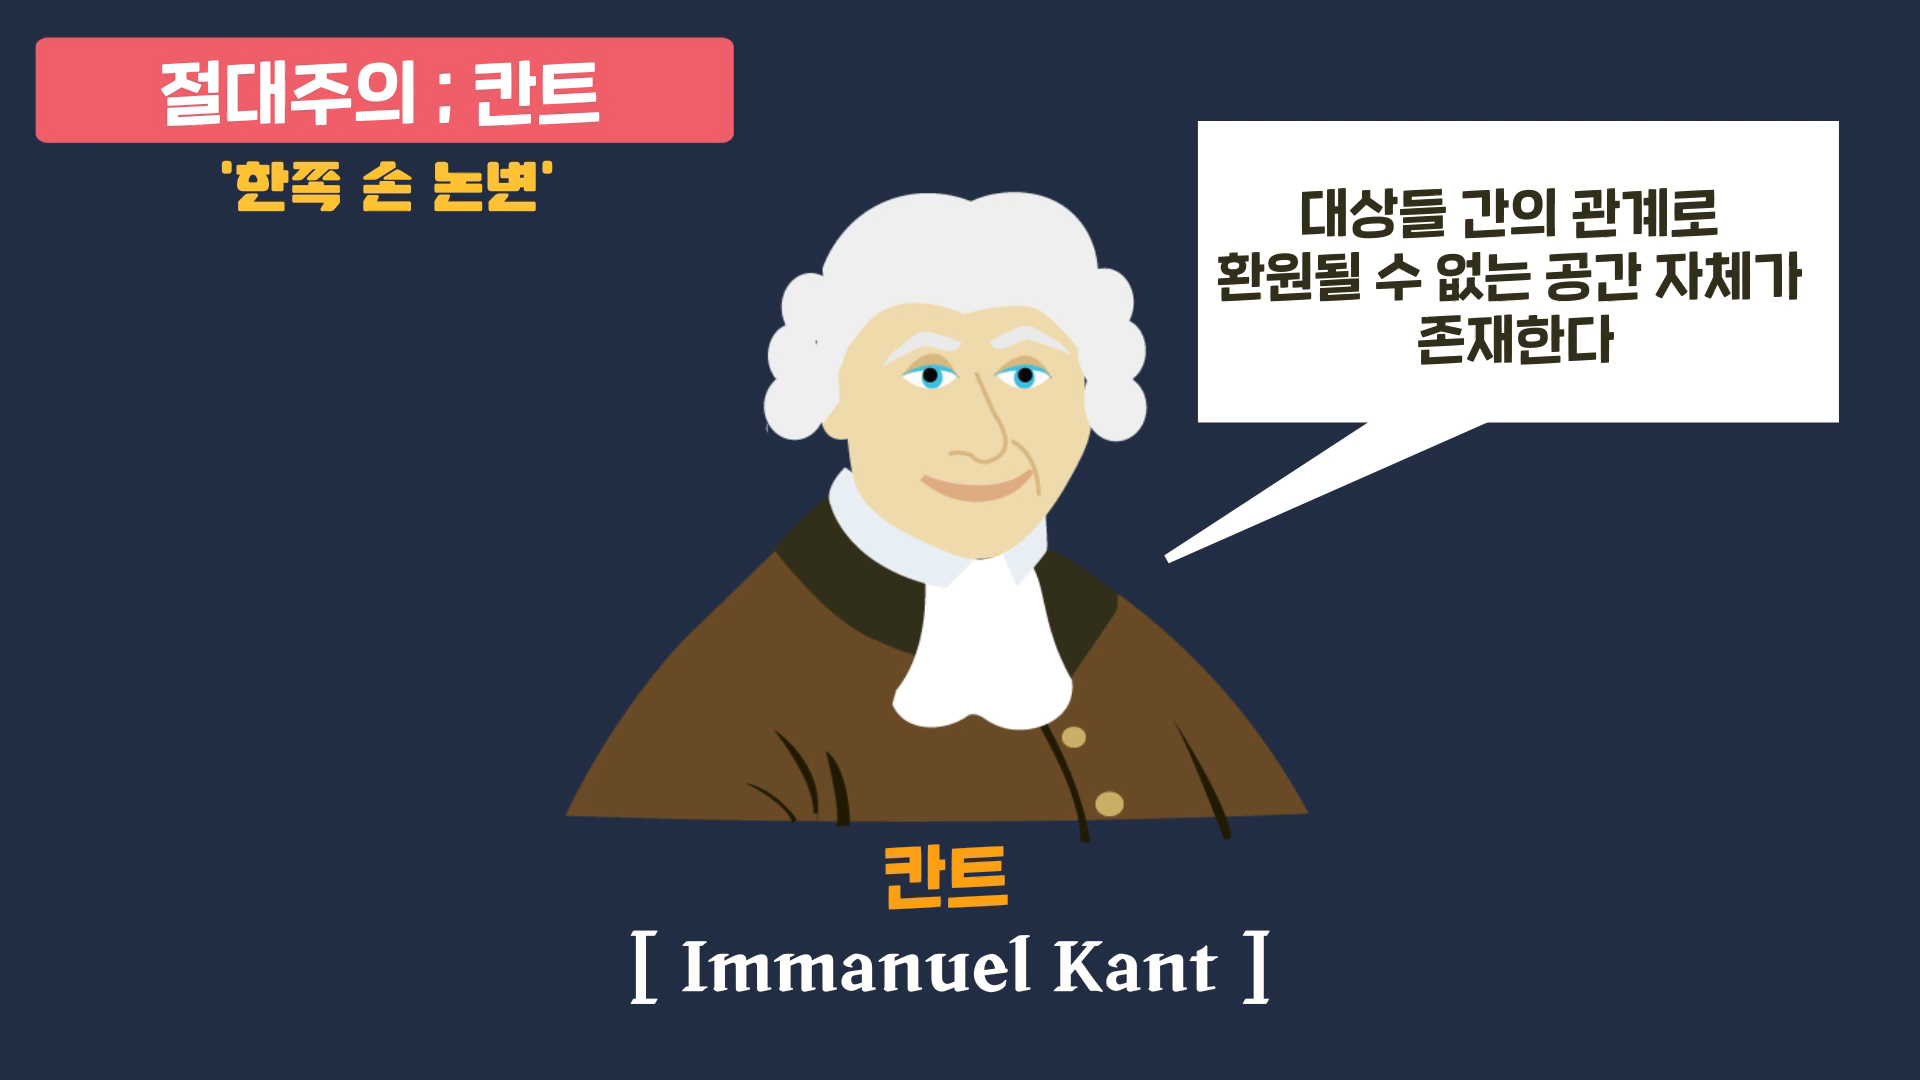 절대주의 ; 칸트
'한쪽 손 논변'
대상들 간의 관계로
환원될 수 없는 공간 자체가
존재한다
칸트
[ Immanuel Kant ]